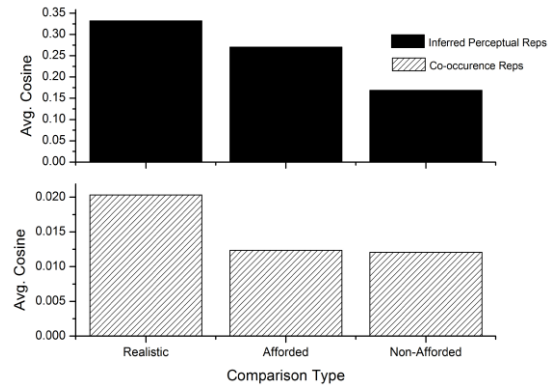 0.35
0.30
0.25
0.20
0.15
0.10
0.05
0.00
Avg. Cosine
Inferred Perceptual Reps
Co-occurence Reps
0.020
0.015
0.010
0.005
0.000
Avg. Cosine
Realistic Afforded Non-Afforded
Comparison Type